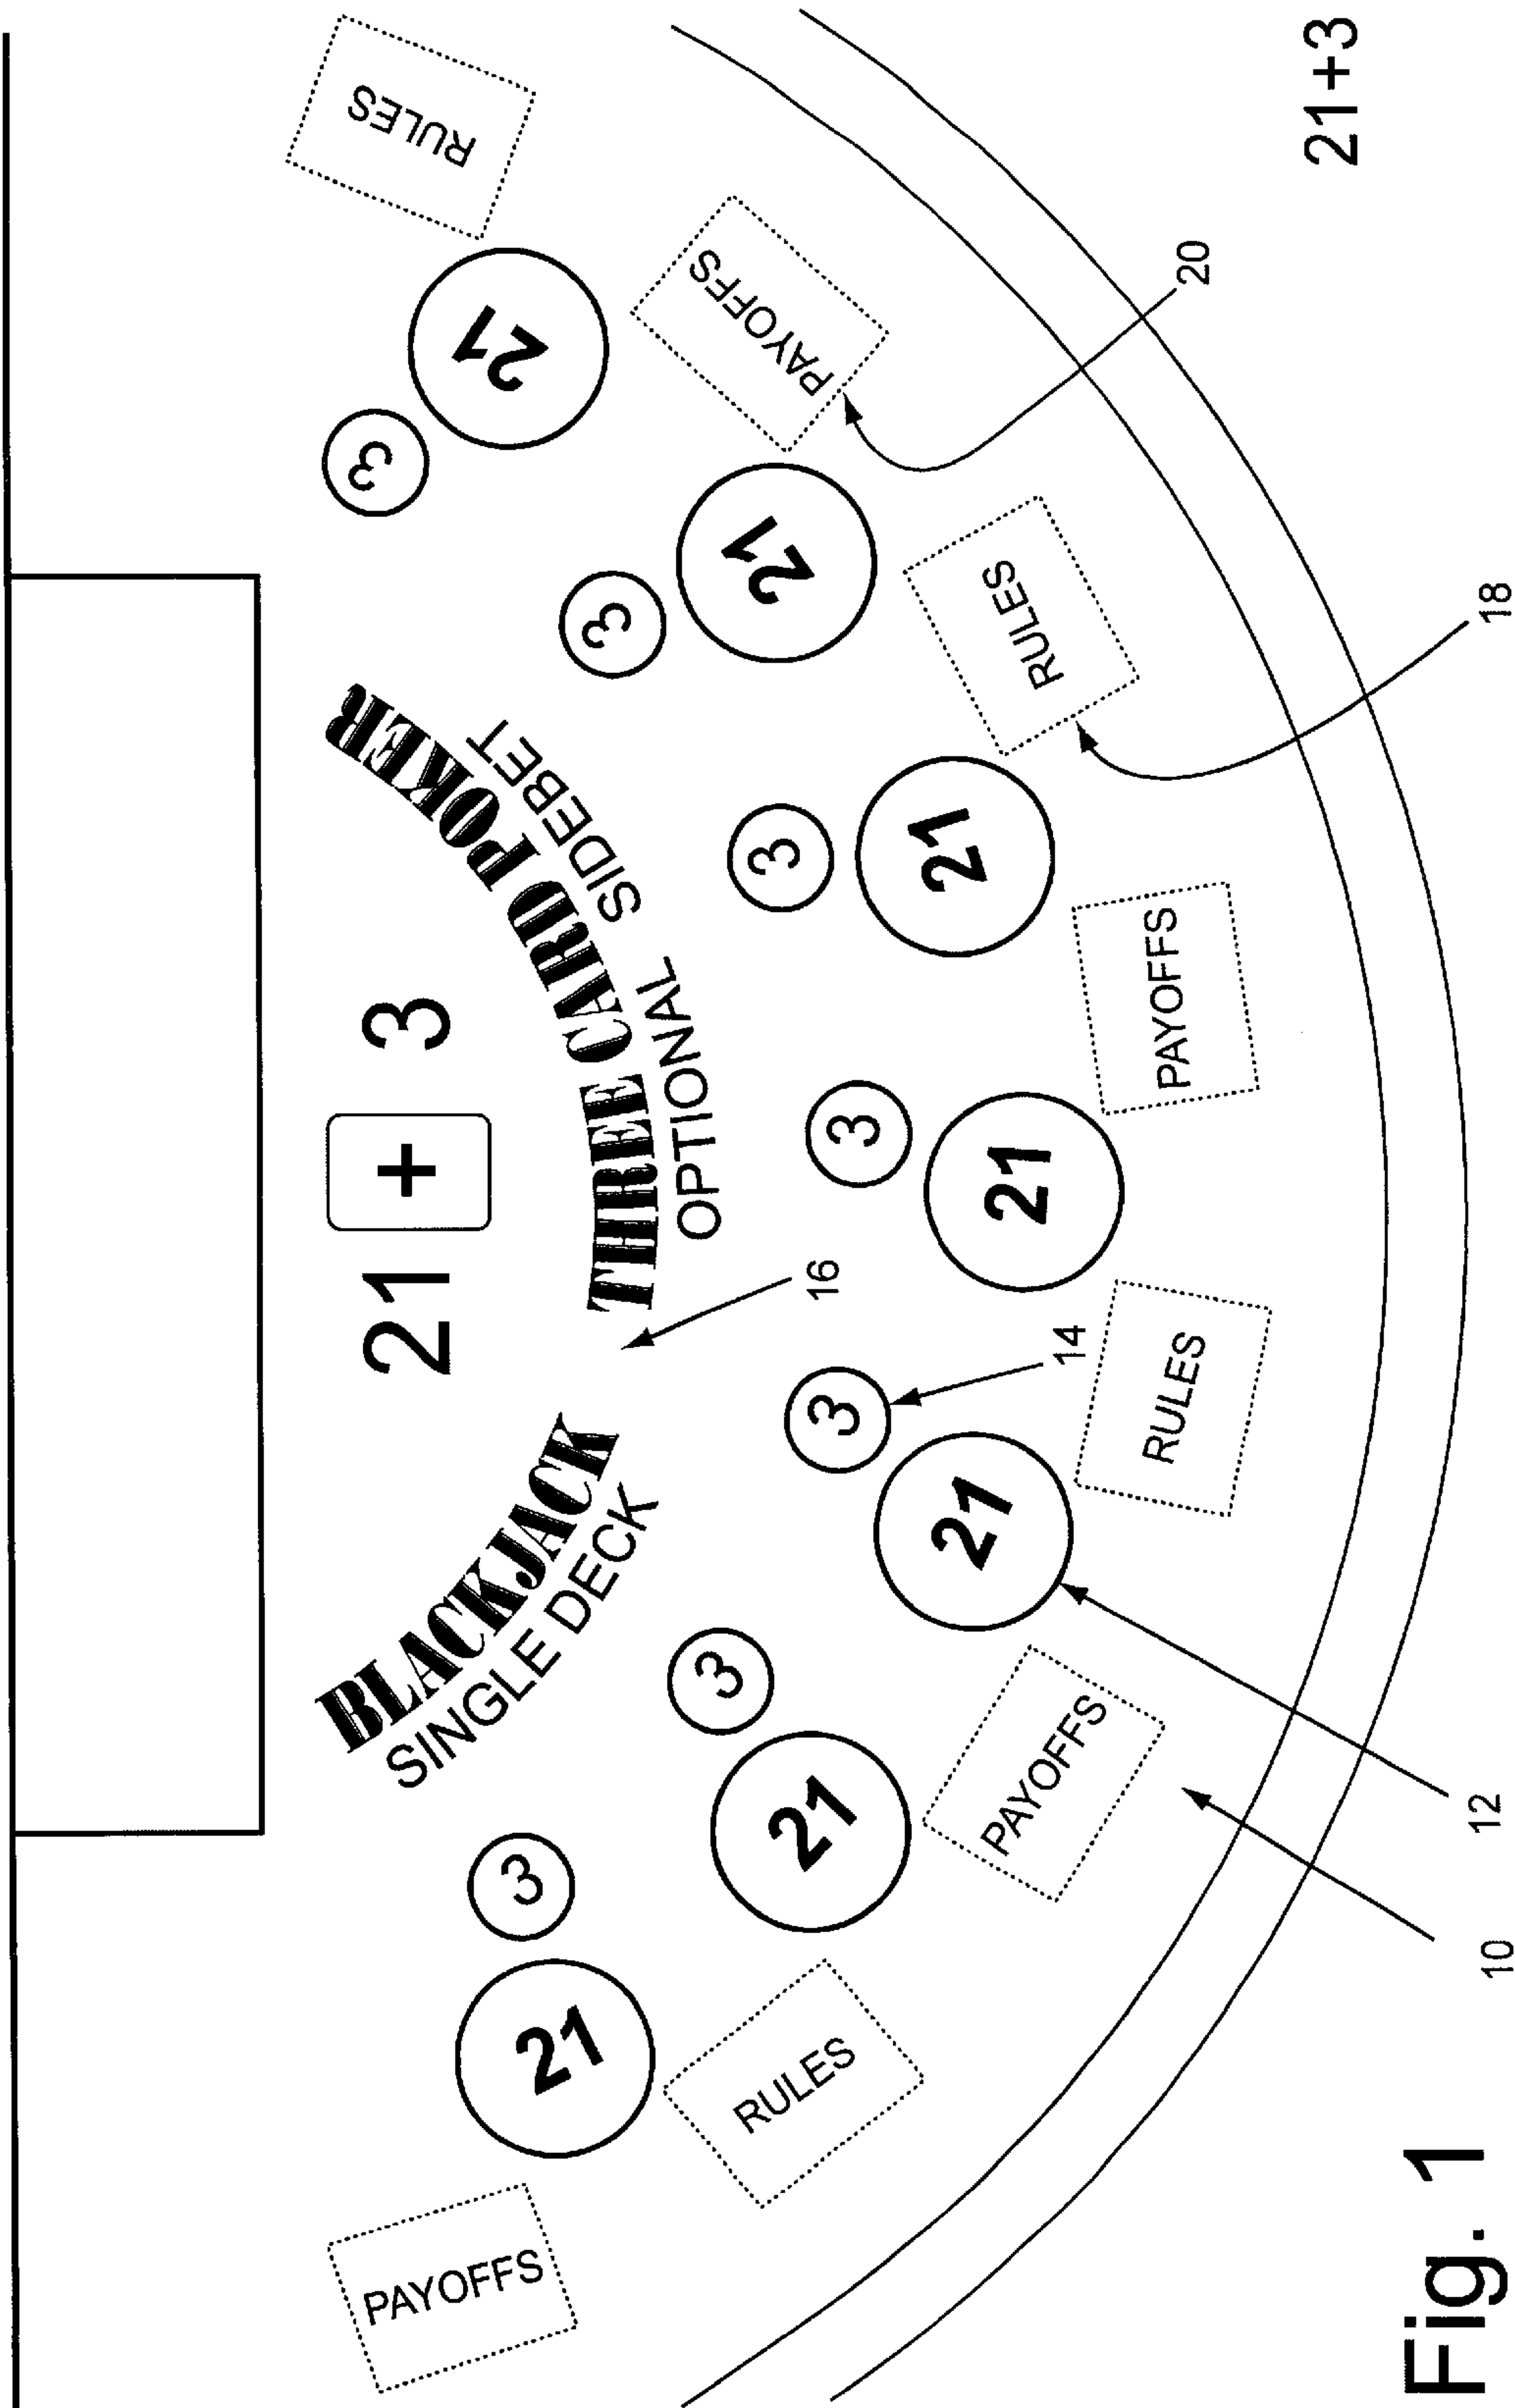 21 + 3
BLACKJACK
SINGLE DECK
THREE CARD POKER
OPTIONAL SIDEBET
16
3
3
3
3
3
3
3
14
21
21
21
21
21
21
21
12
PAYOFFS
RULES
PAYOFFS
RULES
PAYOFFS
RULES
PAYOFFS
RULES
10
18
20
Fig. 1
21+3